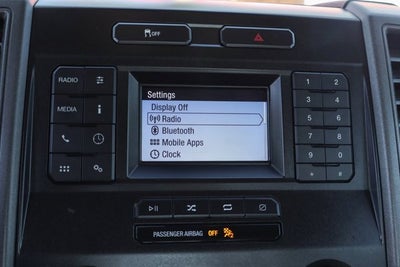 OFF
RADIO
MEDIA
i
Settings
Display Off
Radio
Bluetooth
Mobile Apps
Clock
1 2
3 4
5 6
7 8
9 0
* #
PASSENGER AIRBAG OFF